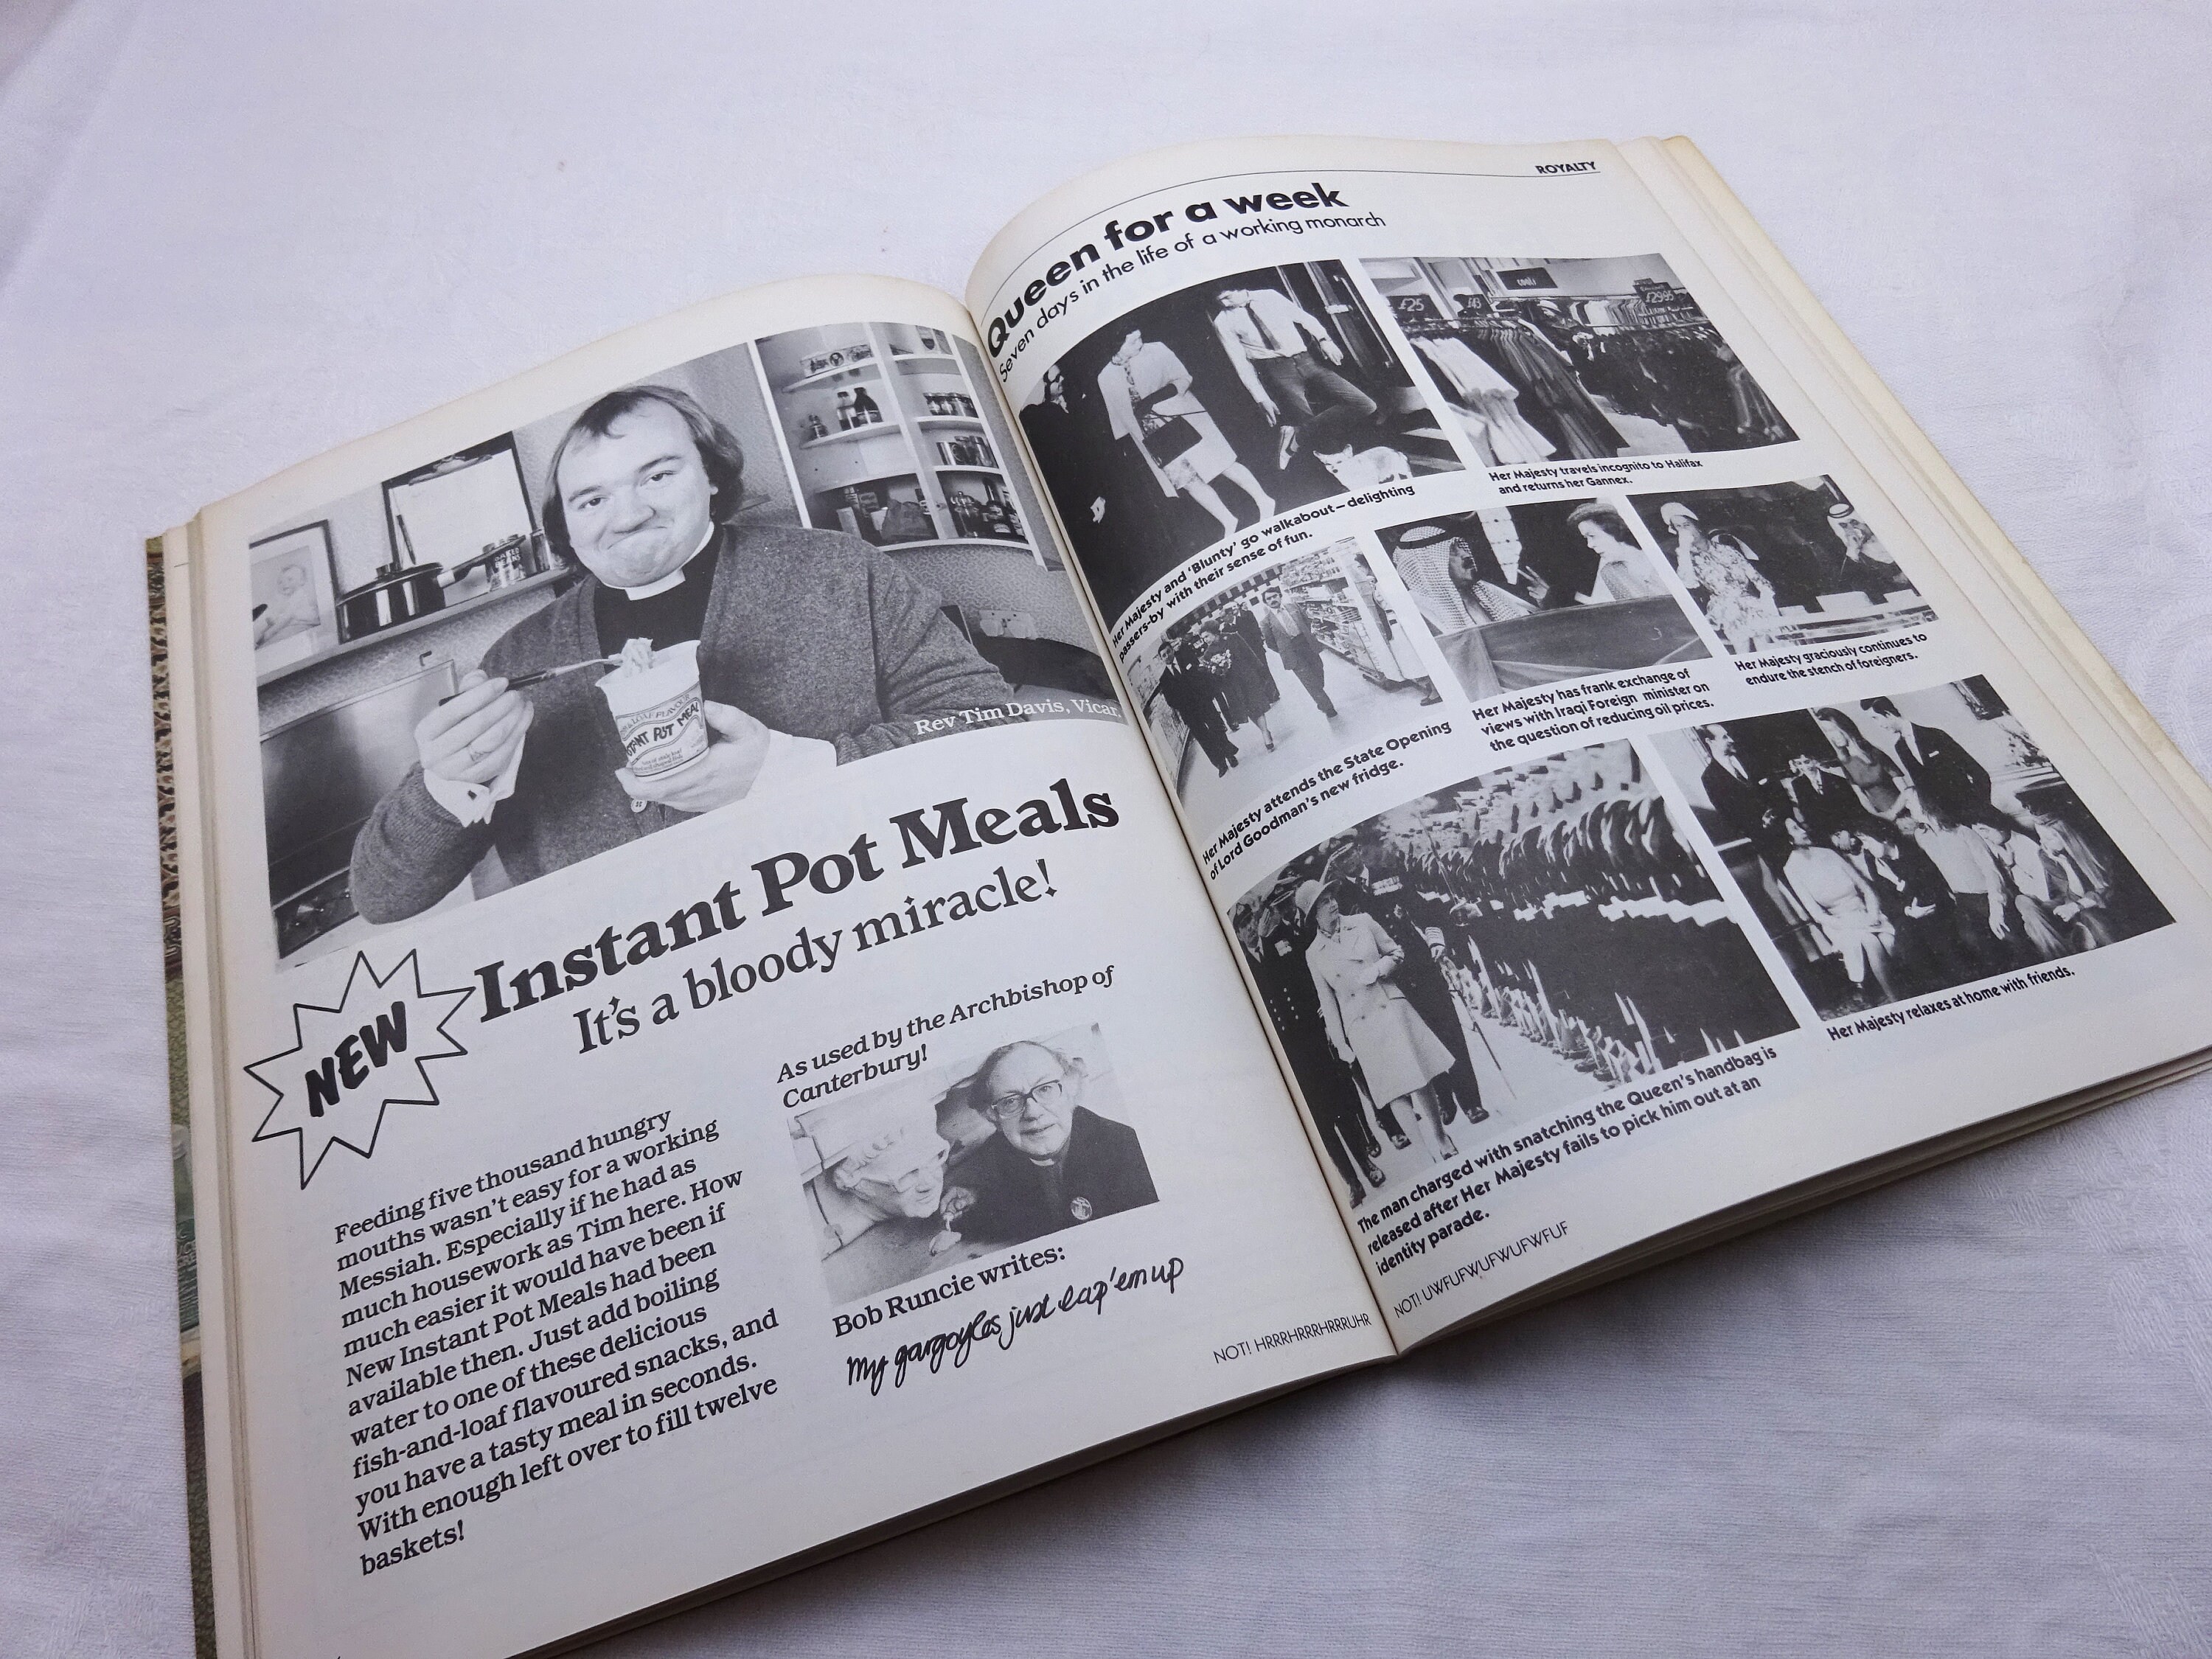 Rev Tim Davis, Vicar.
INSTANT POT MEAL
NEW
Instant Pot Meals
It's a bloody miracle!
Feeding five thousand hungry
mouths wasn't easy for a working
Messiah. Especially if he had as
much housework as Tim here. How
much easier it would have been if
New Instant Pot Meals had been
available then. Just add boiling
water to one of these delicious
fish-and-loaf flavoured snacks, and
you have a tasty meal in seconds.
With enough left over to fill twelve
baskets!
As used by the Archbishop of
Canterbury!
Bob Runcie writes:
My gargoyles just leap 'em up
NOT! HRRRHRRRHRRRUHR
ROYALTY
Queen for a week
Seven days in the life of a working monarch
£25
£29.95
Her Majesty and 'Blunty' go walkabout – delighting
passers-by with their sense of fun.
Her Majesty travels incognito to Halifax
and returns her Gannex.
Her Majesty attends the State Opening
of Lord Goodman's new fridge.
Her Majesty has frank exchange of
views with Iraqi Foreign minister on
the question of reducing oil prices.
Her Majesty graciously continues to
endure the stench of foreigners.
The man charged with snatching the Queen's handbag is
released after Her Majesty fails to pick him out at an
identity parade.
Her Majesty relaxes at home with friends.
NOT! UWFUFWUFWUFWFUF